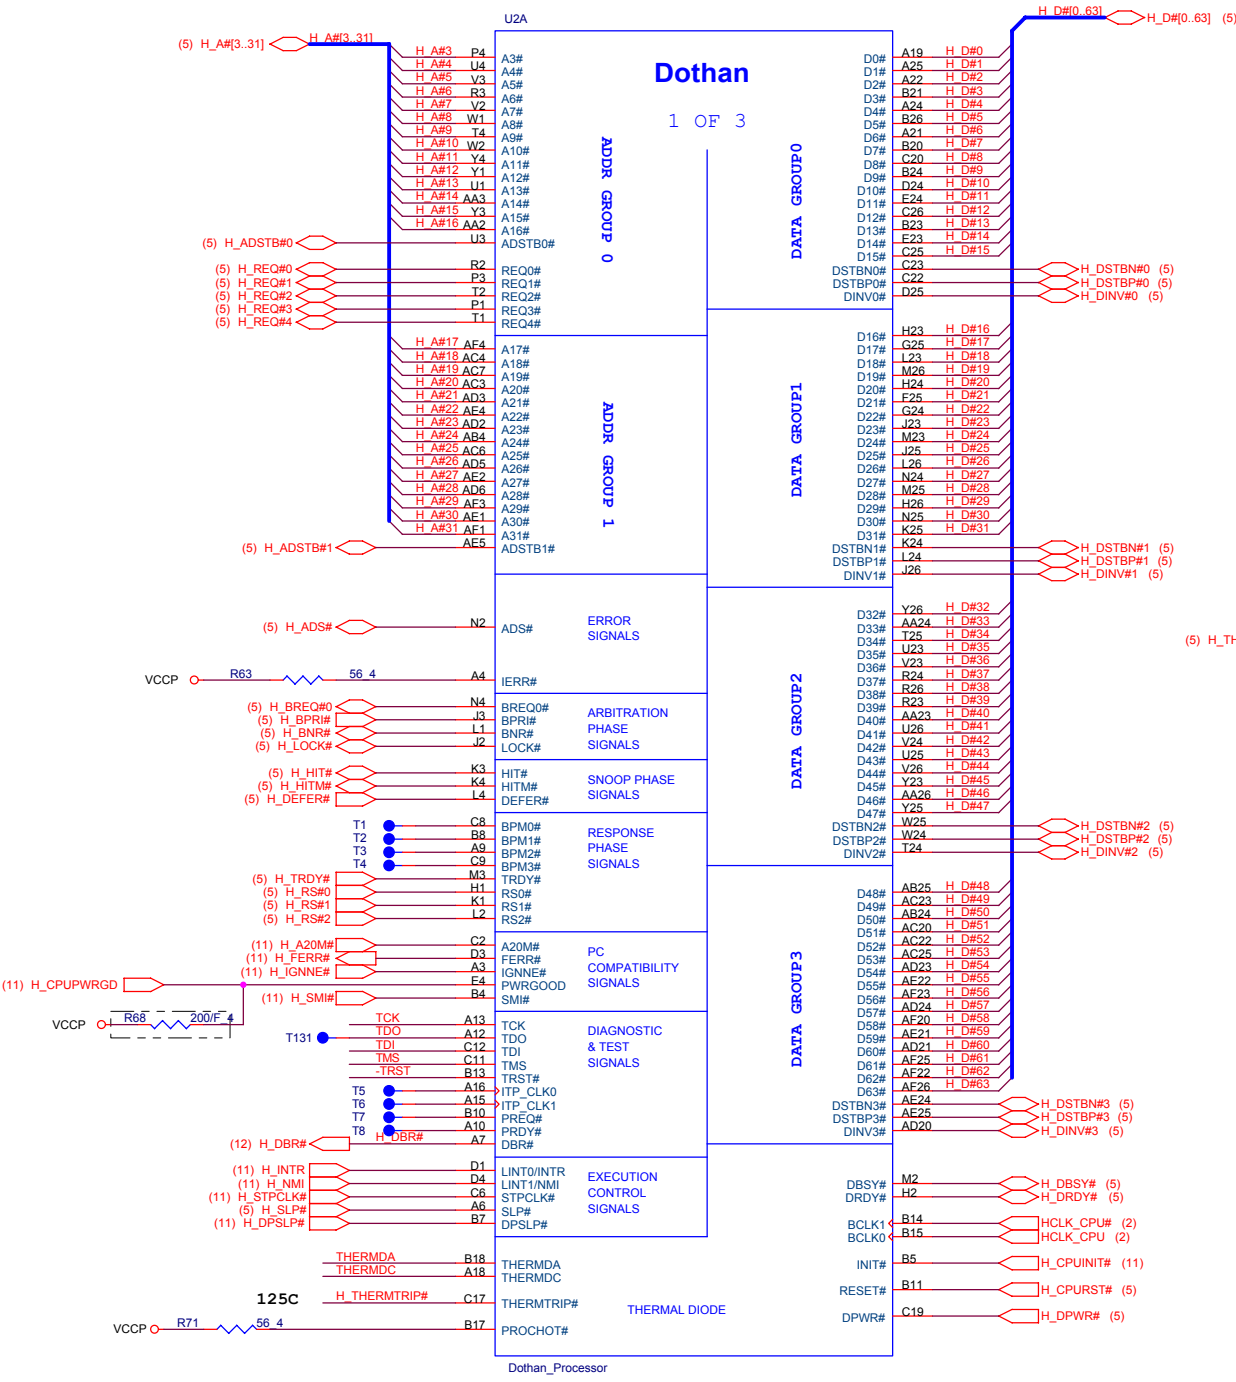 U2A
Dothan
1 OF 3
(5) H_A#[3..31] H_A#[3..31]
H_A#3 P4 A3#
H_A#4 U4 A4#
H_A#5 V3 A5#
H_A#6 R3 A6#
H_A#7 V2 A7#
H_A#8 W1 A8#
H_A#9 T4 A9#
H_A#10 W2 A10#
H_A#11 Y4 A11#
H_A#12 Y1 A12#
H_A#13 U1 A13#
H_A#14 AA3 A14#
H_A#15 Y3 A15#
H_A#16 AA2 A16#
(5) H_ADSTB#0 U3 ADSTB0#
(5) H_REQ#0 R2 REQ0#
(5) H_REQ#1 P3 REQ1#
(5) H_REQ#2 T2 REQ2#
(5) H_REQ#3 P1 REQ3#
(5) H_REQ#4 T1 REQ4#
ADDR GROUP 0
H_A#17 AF4 A17#
H_A#18 AC4 A18#
H_A#19 AC7 A19#
H_A#20 AC3 A20#
H_A#21 AD3 A21#
H_A#22 AE4 A22#
H_A#23 AD2 A23#
H_A#24 AB4 A24#
H_A#25 AC6 A25#
H_A#26 AD5 A26#
H_A#27 AE2 A27#
H_A#28 AD6 A28#
H_A#29 AF3 A29#
H_A#30 AE1 A30#
H_A#31 AF1 A31#
(5) H_ADSTB#1 AE5 ADSTB1#
ADDR GROUP 1
(5) H_ADS# N2 ADS#
VCCP R63 56_4 A4 IERR#
ERROR
SIGNALS
(5) H_BREQ#0 N4 BREQ0#
(5) H_BPRI# J3 BPRI#
(5) H_BNR# L1 BNR#
(5) H_LOCK# J2 LOCK#
ARBITRATION
PHASE
SIGNALS
(5) H_HIT# K3 HIT#
(5) H_HITM# K4 HITM#
(5) H_DEFER# L4 DEFER#
SNOOP PHASE
SIGNALS
T1 C8 BPM0#
T2 B8 BPM1#
T3 A9 BPM2#
T4 C9 BPM3#
(5) H_TRDY# M3 TRDY#
(5) H_RS#0 H1 RS0#
(5) H_RS#1 K1 RS1#
(5) H_RS#2 L2 RS2#
RESPONSE
PHASE
SIGNALS
(11) H_A20M# C2 A20M#
(11) H_FERR# D3 FERR#
(11) H_IGNNE# A3 IGNNE#
(11) H_CPUPWRGD E4 PWRGOOD
(11) H_SMI# B4 SMI#
PC
COMPATIBILITY
SIGNALS
VCCP R68 200/F_4
TCK A13 TCK
T131 TDO A12 TDO
TDI C12 TDI
TMS C11 TMS
-TRST B13 TRST#
T5 A16 ITP_CLK0
T6 A15 ITP_CLK1
T7 B10 PREQ#
T8 A10 PRDY#
(12) H_DBR# H_DBR# A7 DBR#
DIAGNOSTIC
& TEST
SIGNALS
(11) H_INTR D1 LINT0/INTR
(11) H_NMI D4 LINT1/NMI
(11) H_STPCLK# C6 STPCLK#
(5) H_SLP# A6 SLP#
(11) H_DPSLP# B7 DPSLP#
EXECUTION
CONTROL
SIGNALS
THERMDA B18 THERMDA
THERMDC A18 THERMDC
125C H_THERMTRIP# C17 THERMTRIP#
VCCP R71 56_4 B17 PROCHOT#
THERMAL DIODE
H_D#[0..63] H_D#[0..63] (5)
D0# A19 H_D#0
D1# A25 H_D#1
D2# A22 H_D#2
D3# B21 H_D#3
D4# A24 H_D#4
D5# B26 H_D#5
D6# A21 H_D#6
D7# B20 H_D#7
D8# C20 H_D#8
D9# B24 H_D#9
D10# D24 H_D#10
D11# E24 H_D#11
D12# C26 H_D#12
D13# B23 H_D#13
D14# E23 H_D#14
D15# C25 H_D#15
DSTBN0# C23 H_DSTBN#0 (5)
DSTBP0# C22 H_DSTBP#0 (5)
DINV0# D25 H_DINV#0 (5)
DATA GROUP0
D16# H23 H_D#16
D17# G25 H_D#17
D18# L23 H_D#18
D19# M26 H_D#19
D20# H24 H_D#20
D21# F25 H_D#21
D22# G24 H_D#22
D23# J23 H_D#23
D24# M23 H_D#24
D25# J25 H_D#25
D26# L26 H_D#26
D27# N24 H_D#27
D28# M25 H_D#28
D29# H26 H_D#29
D30# N25 H_D#30
D31# K25 H_D#31
DSTBN1# K24 H_DSTBN#1 (5)
DSTBP1# L24 H_DSTBP#1 (5)
DINV1# J26 H_DINV#1 (5)
DATA GROUP1
D32# Y26 H_D#32
D33# AA24 H_D#33
D34# T25 H_D#34
D35# U23 H_D#35
D36# V23 H_D#36
D37# R24 H_D#37
D38# R26 H_D#38
D39# R23 H_D#39
D40# AA23 H_D#40
D41# U26 H_D#41
D42# V24 H_D#42
D43# U25 H_D#43
D44# V26 H_D#44
D45# Y23 H_D#45
D46# AA26 H_D#46
D47# Y25 H_D#47
DSTBN2# W25 H_DSTBN#2 (5)
DSTBP2# W24 H_DSTBP#2 (5)
DINV2# T24 H_DINV#2 (5)
DATA GROUP2
(5) H_TH
D48# AB25 H_D#48
D49# AC23 H_D#49
D50# AB24 H_D#50
D51# AC20 H_D#51
D52# AC22 H_D#52
D53# AC25 H_D#53
D54# AD23 H_D#54
D55# AE22 H_D#55
D56# AF23 H_D#56
D57# AD24 H_D#57
D58# AF20 H_D#58
D59# AE21 H_D#59
D60# AD21 H_D#60
D61# AF25 H_D#61
D62# AF22 H_D#62
D63# AF26 H_D#63
DSTBN3# AE24 H_DSTBN#3 (5)
DSTBP3# AE25 H_DSTBP#3 (5)
DINV3# AD20 H_DINV#3 (5)
DATA GROUP3
DBSY# M2 H_DBSY# (5)
DRDY# H2 H_DRDY# (5)
BCLK1 B14 HCLK_CPU# (2)
BCLK0 B15 HCLK_CPU (2)
INIT# B5 H_CPUINIT# (11)
RESET# B11 H_CPURST# (5)
DPWR# C19 H_DPWR# (5)
Dothan_Processor